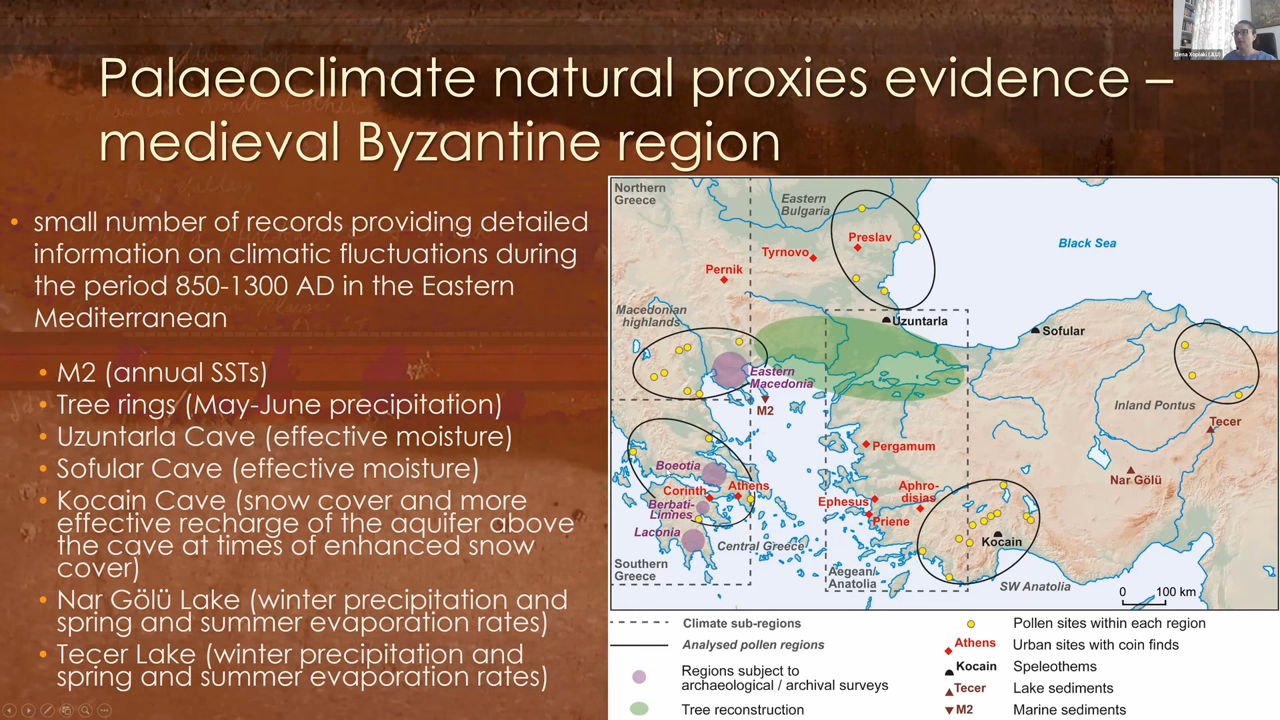 Elena Xoplaki (JLU)
Palaeoclimate natural proxies evidence –
medieval Byzantine region
• small number of records providing detailed
information on climatic fluctuations during
the period 850-1300 AD in the Eastern
Mediterranean
• M2 (annual SSTs)
• Tree rings (May-June precipitation)
• Uzuntarla Cave (effective moisture)
• Sofular Cave (effective moisture)
• Kocain Cave (snow cover and more
effective recharge of the aquifer above
the cave at times of enhanced snow
cover)
• Nar Gölü Lake (winter precipitation and
spring and summer evaporation rates)
• Tecer Lake (winter precipitation and
spring and summer evaporation rates)
Northern
Greece
Eastern
Bulgaria
Preslav
Tyrnovo
Black Sea
Pernik
Macedonian
highlands
Uzuntarla
Sofular
Eastern
Macedonia
M2
Inland Pontus
Tecer
Pergamum
Boeotia
Nar Gölü
Corinth
Athens
Aphro-
disias
Ephesus
Berbati-
Limnes
Priene
Laconia
Central Greece
Kocain
Southern
Greece
Aegean/
Anatolia
SW Anatolia
0 100 km
Climate sub-regions
Analysed pollen regions
Regions subject to
archaeological / archival surveys
Tree reconstruction
Pollen sites within each region
Athens Urban sites with coin finds
Kocain Speleothems
Tecer Lake sediments
M2 Marine sediments